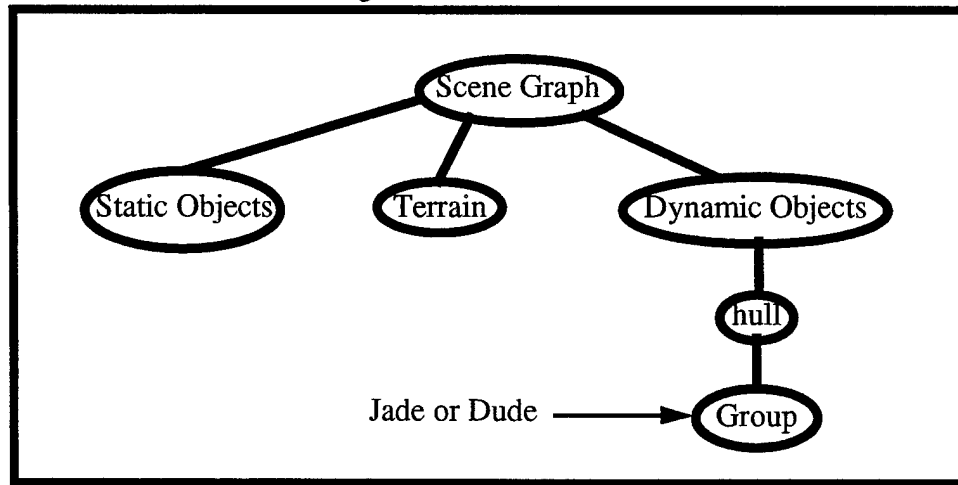 Scene Graph
Static Objects
Terrain
Dynamic Objects
hull
Jade or Dude
Group